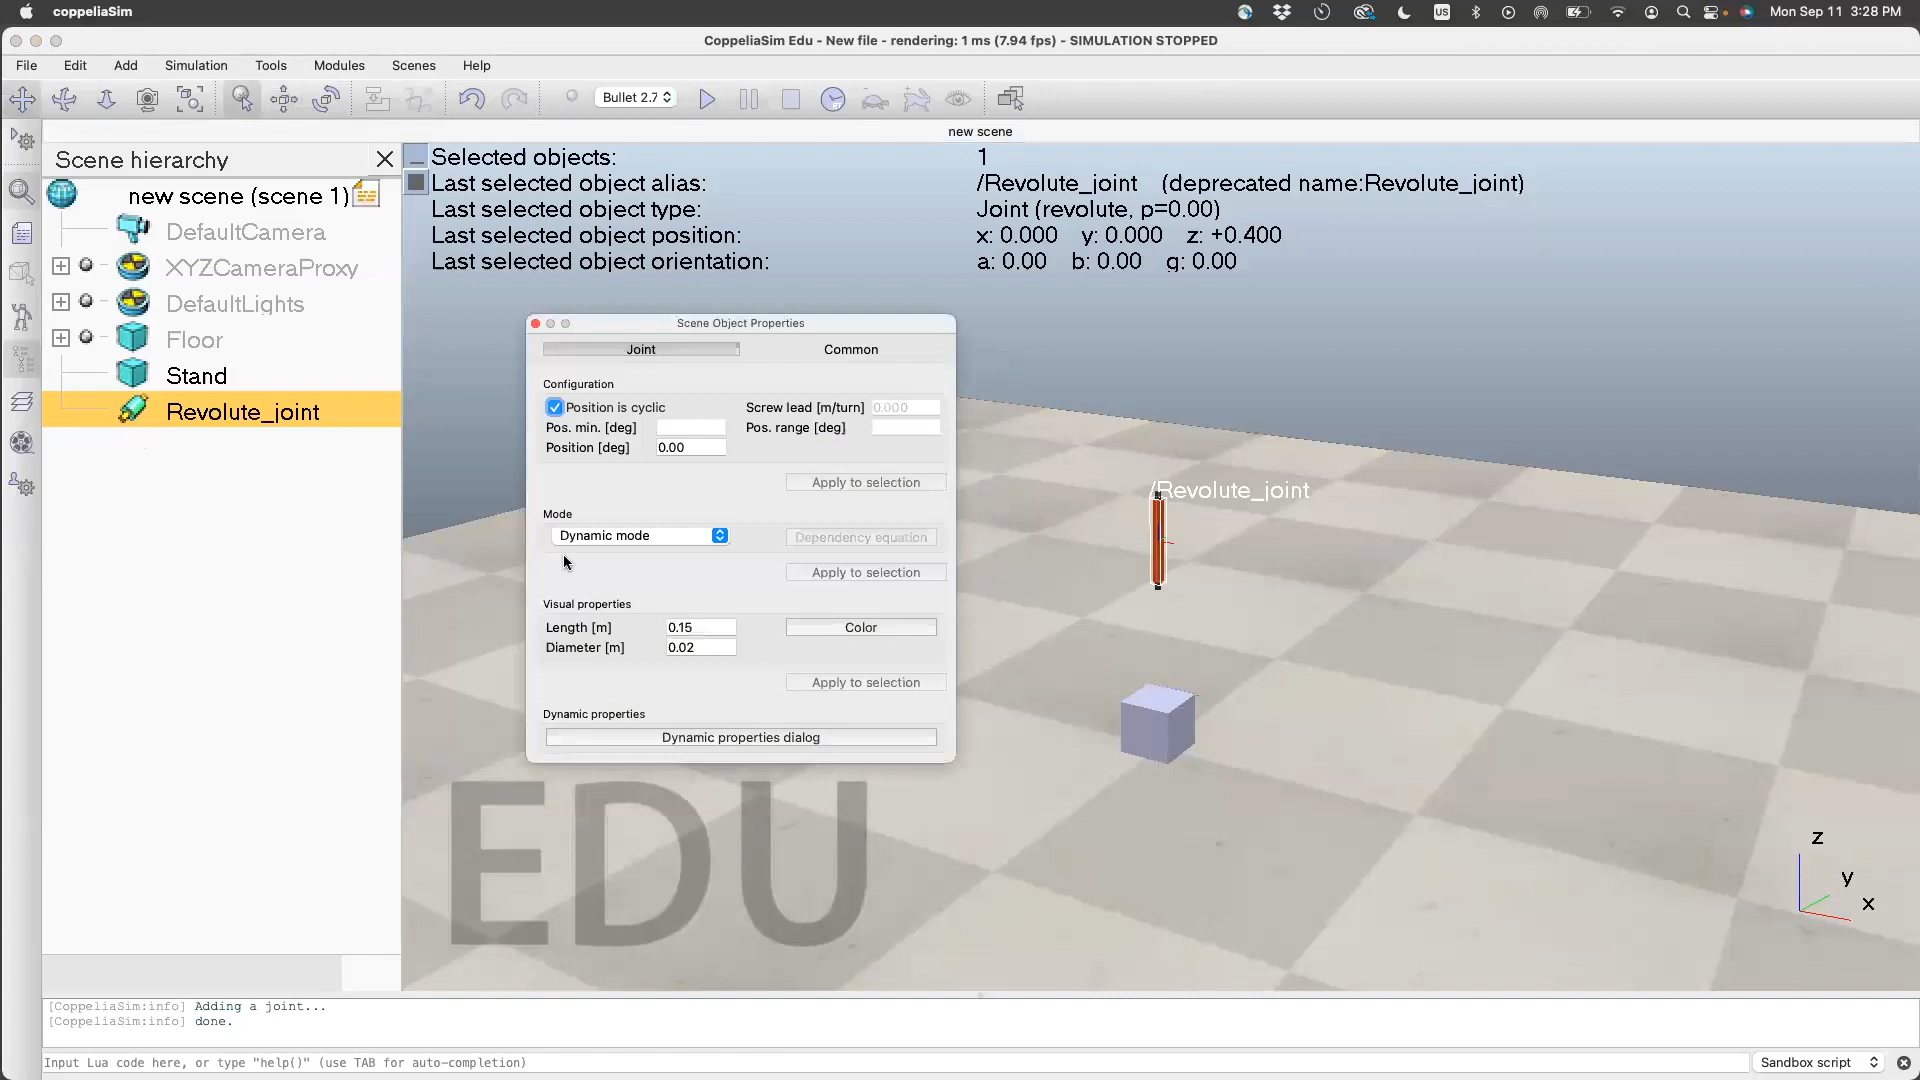 coppeliaSim
US
Mon Sep 11 3:28 PM
CoppeliaSim Edu - New file - rendering: 1 ms (7.94 fps) - SIMULATION STOPPED
File Edit Add Simulation Tools Modules Scenes Help
Bullet 2.7
new scene
Scene hierarchy
new scene (scene 1)
DefaultCamera
XYZCameraProxy
DefaultLights
Floor
Stand
Revolute_joint
Selected objects: 1
Last selected object alias: /Revolute_joint (deprecated name:Revolute_joint)
Last selected object type: Joint (revolute, p=0.00)
Last selected object position: x: 0.000 y: 0.000 z: +0.400
Last selected object orientation: a: 0.00 b: 0.00 g: 0.00
Scene Object Properties
Joint Common
Configuration
Position is cyclic Screw lead [m/turn] 0.000
Pos. min. [deg] Pos. range [deg]
Position [deg] 0.00
Apply to selection
Mode
Dynamic mode Dependency equation
Apply to selection
Visual properties
Length [m] 0.15 Color
Diameter [m] 0.02
Apply to selection
Dynamic properties
Dynamic properties dialog
/Revolute_joint
EDU
z
y
x
[CoppeliaSim:info] Adding a joint...
[CoppeliaSim:info] done.
Input Lua code here, or type "help()" (use TAB for auto-completion)
Sandbox script